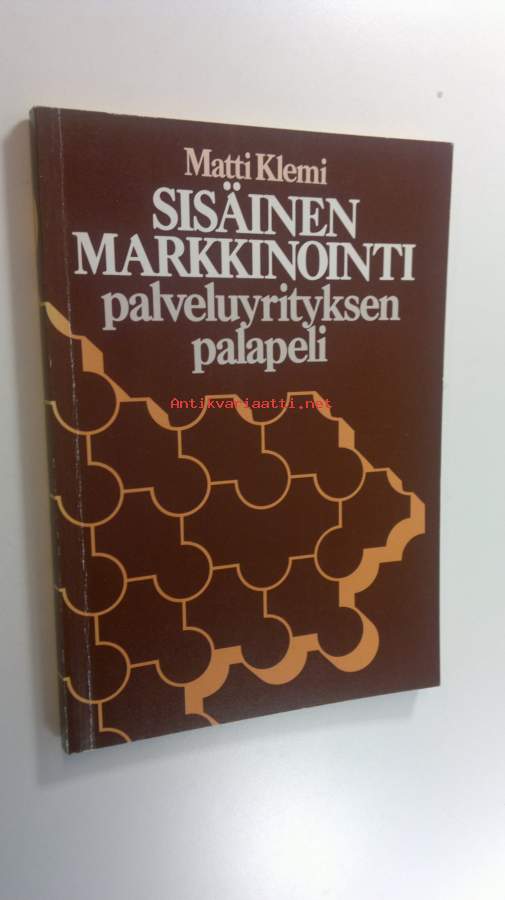 Matti Klemi
SISÄINEN
MARKKINOINTI
palveluyrityksen
palapeli
Antikvariaatti.net